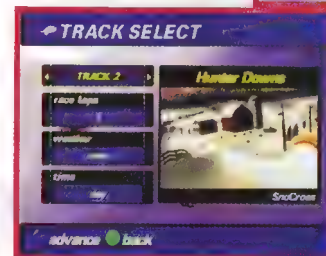 TRACK SELECT
TRACK 2
Hunter Downs
race laps
weather
time
SnoCross
advance back